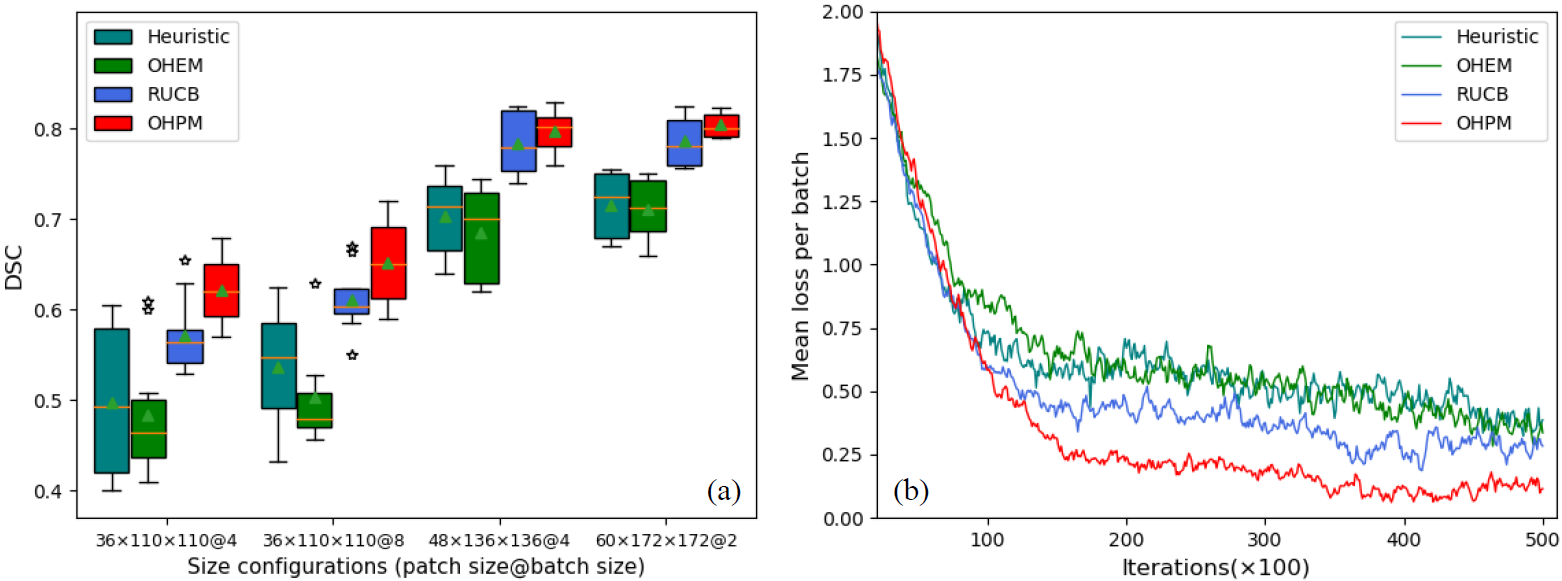 Heuristic
OHEM
RUCB
OHPM
DSC
0.8
0.7
0.6
0.5
0.4
36×110×110@4
36×110×110@8
48×136×136@4
60×172×172@2
Size configurations (patch size@batch size)
(a)
Heuristic
OHEM
RUCB
OHPM
Mean loss per batch
2.00
1.75
1.50
1.25
1.00
0.75
0.50
0.25
0.00
100
200
300
400
500
Iterations(×100)
(b)